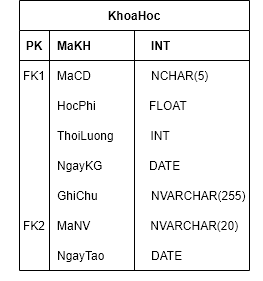 KhoaHoc
PK MaKH INT
FK1 MaCD NCHAR(5)
HocPhi FLOAT
ThoiLuong INT
NgayKG DATE
GhiChu NVARCHAR(255)
FK2 MaNV NVARCHAR(20)
NgayTao DATE